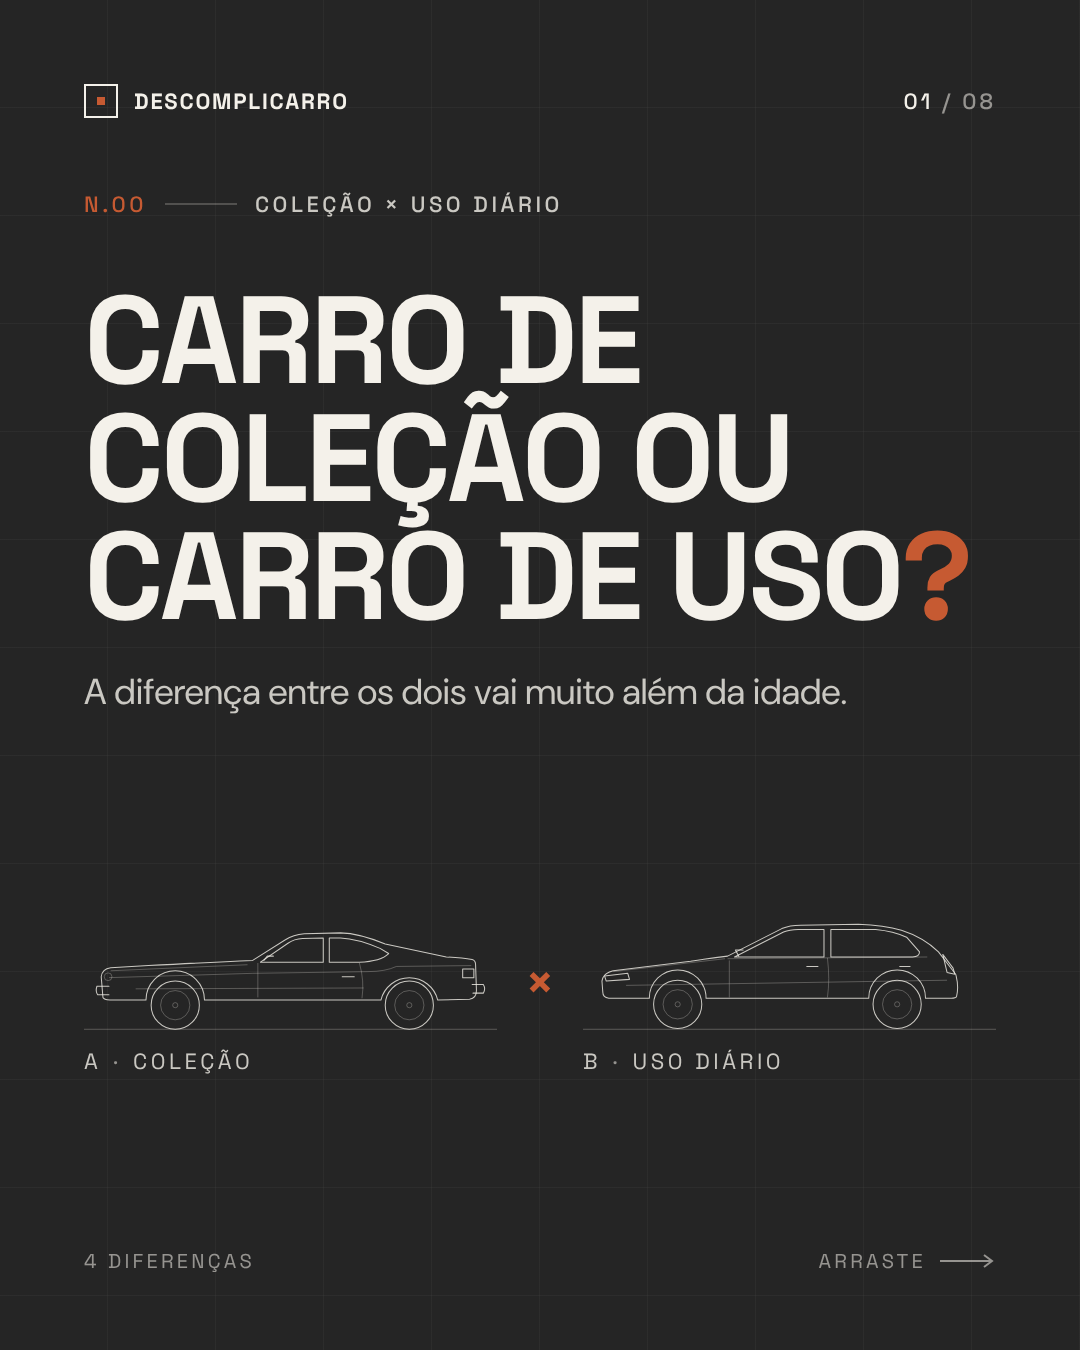 DESCOMPLICARRO
01 / 08
N.00 COLEÇÃO × USO DIÁRIO
CARRO DE
COLEÇÃO OU
CARRO DE USO?
A diferença entre os dois vai muito além da idade.
×
A · COLEÇÃO
B · USO DIÁRIO
4 DIFERENÇAS
ARRASTE →